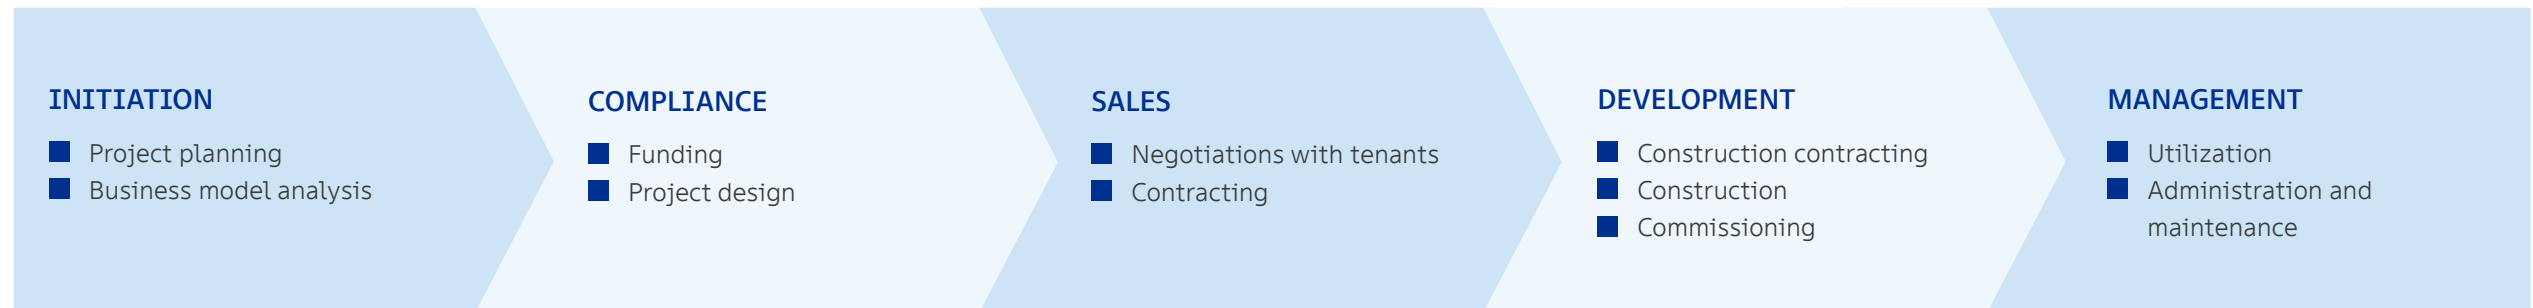 INITIATION
Project planning
Business model analysis
COMPLIANCE
Funding
Project design
SALES
Negotiations with tenants
Contracting
DEVELOPMENT
Construction contracting
Construction
Commissioning
MANAGEMENT
Utilization
Administration and
maintenance